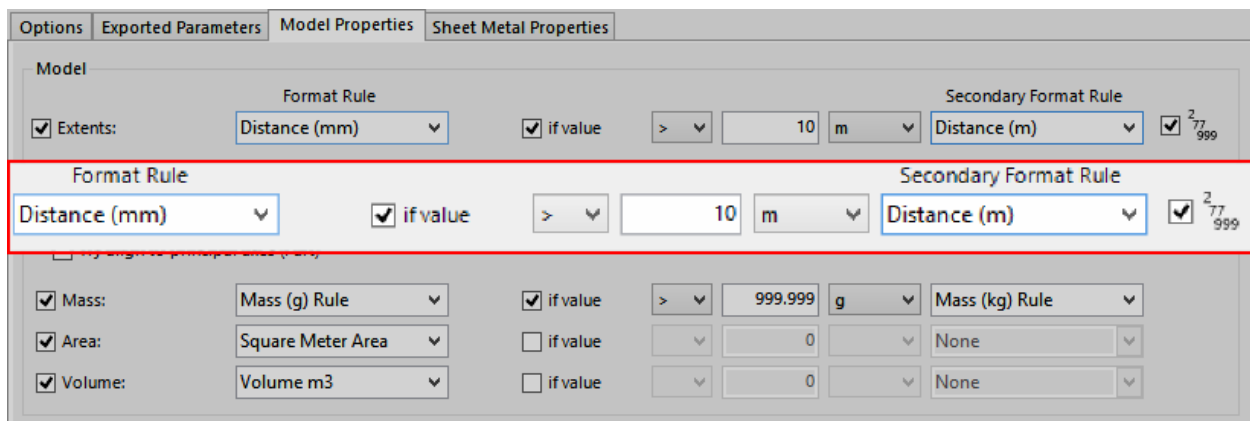 Options Exported Parameters Model Properties Sheet Metal Properties
Model
Format Rule Secondary Format Rule
Extents: Distance (mm) if value > 10 m Distance (m) 2 77 999
Format Rule Secondary Format Rule
Distance (mm) if value > 10 m Distance (m) 2 77 999
Mass: Mass (g) Rule if value > 999.999 g Mass (kg) Rule
Area: Square Meter Area if value 0 None
Volume: Volume m3 if value 0 None